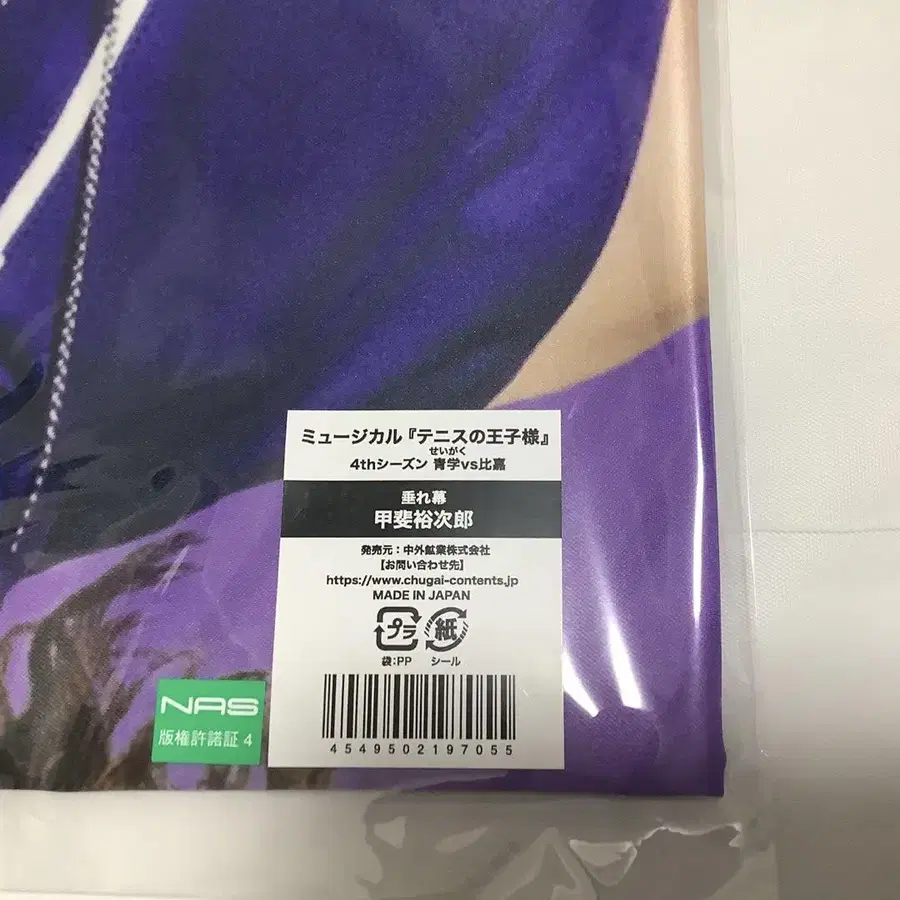 ミュージカル『テニスの王子様』
せいがく
4thシーズン 青学vs比嘉
垂れ幕
甲斐裕次郎
発売元：中外鉱業株式会社
【お問い合わせ先】
https://www.chugai-contents.jp
MADE IN JAPAN
プラ 紙
袋:PP シール
4549502197055
NAS
版権許諾証 4